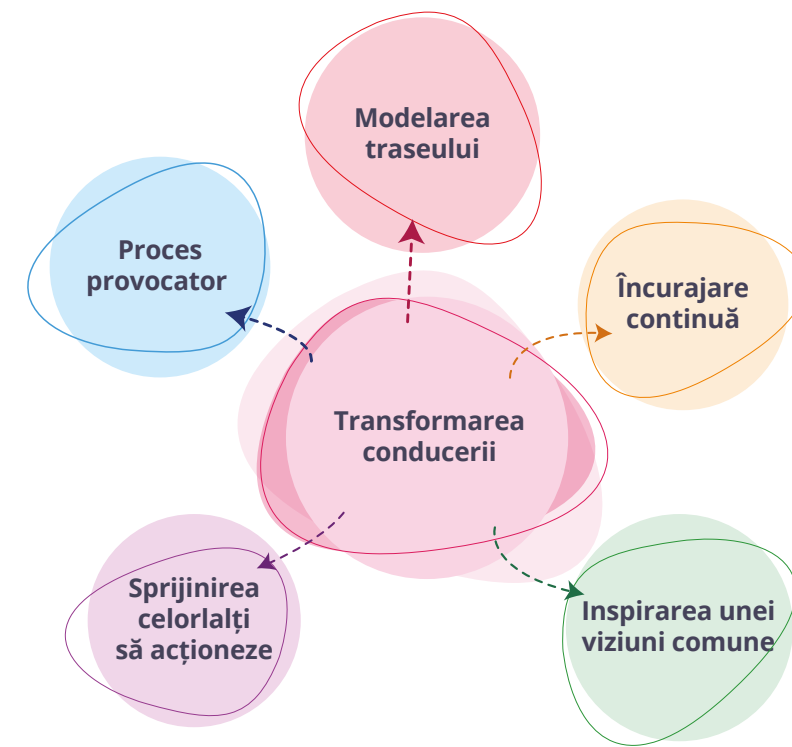 Modelarea
traseului
Proces
provocator
Încurajare
continuă
Transformarea
conducerii
Sprijinirea
celorlalți
să acționeze
Inspirarea unei
viziuni comune